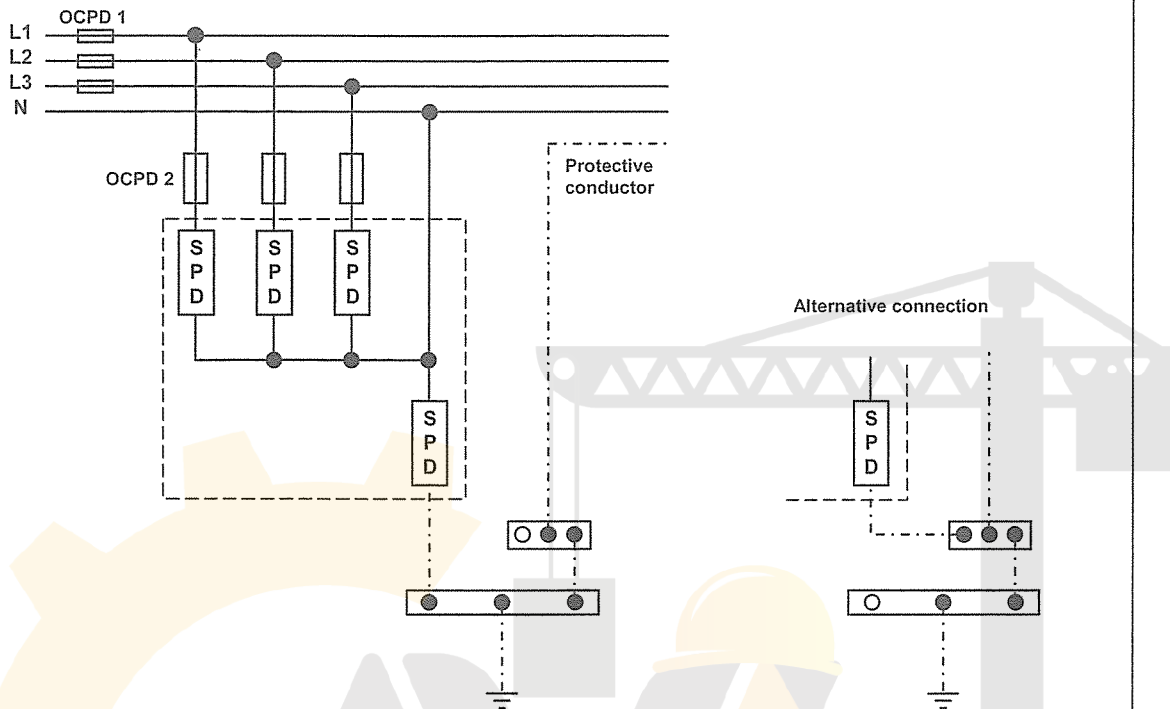 OCPD 1
L1
L2
L3
N
Protective
conductor
OCPD 2
S S S
P P P
D D D
Alternative connection
S S
P P
D D